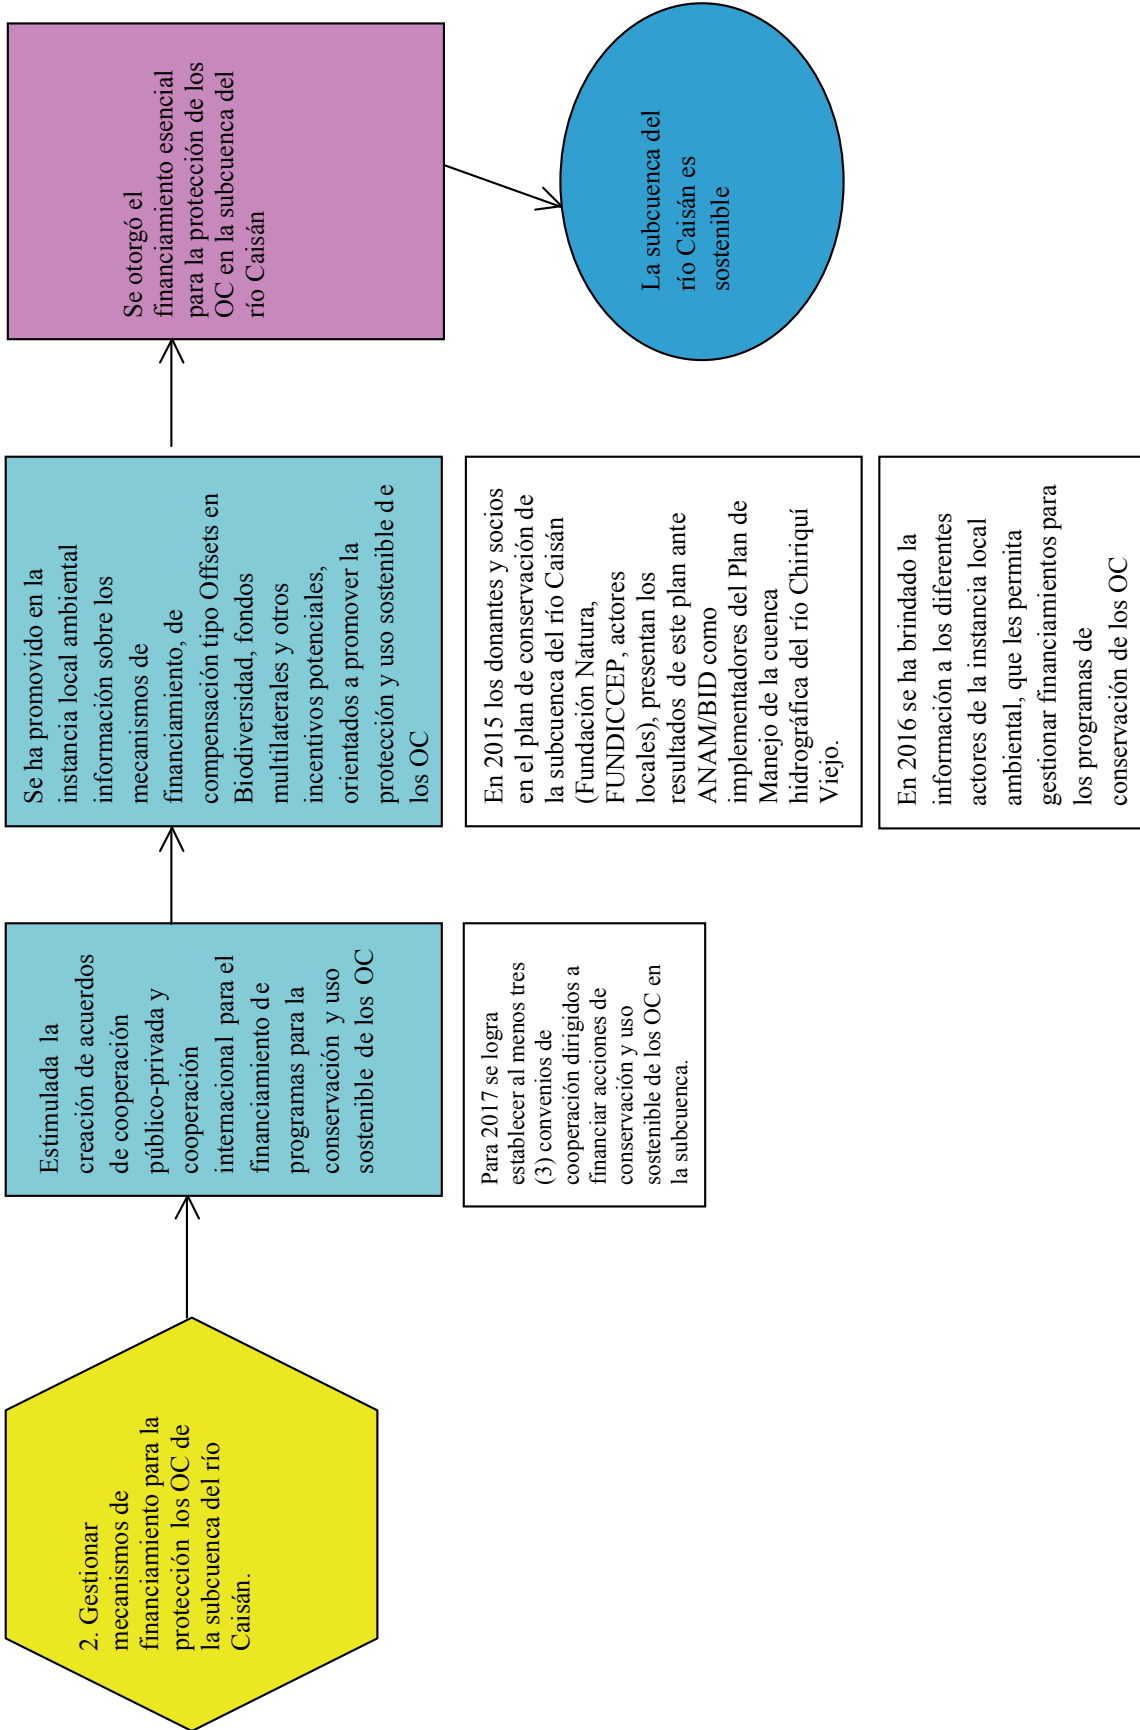 2. Gestionar
mecanismos de
financiamiento para la
protección los OC de
la subcuenca del río
Caisán.
Estimulada la
creación de acuerdos
de cooperación
público-privada y
cooperación
internacional para el
financiamiento de
programas para la
conservación y uso
sostenible de los OC
Para 2017 se logra
establecer al menos tres
(3) convenios de
cooperación dirigidos a
financiar acciones de
conservación y uso
sostenible de los OC en
la subcuenca.
Se ha promovido en la
instancia local ambiental
información sobre los
mecanismos de
financiamiento, de
compensación tipo Offsets en
Biodiversidad, fondos
multilaterales y otros
incentivos potenciales,
orientados a promover la
protección y uso sostenible de
los OC
En 2015 los donantes y socios
en el plan de conservación de
la subcuenca del río Caisán
(Fundación Natura,
FUNDICCEP, actores
locales), presentan los
resultados de este plan ante
ANAM/BID como
implementadores del Plan de
Manejo de la cuenca
hidrográfica del río Chiriquí
Viejo.
En 2016 se ha brindado la
información a los diferentes
actores de la instancia local
ambiental, que les permita
gestionar financiamientos para
los programas de
conservación de los OC
Se otorgó el
financiamiento esencial
para la protección de los
OC en la subcuenca del
río Caisán
La subcuenca del
río Caisán es
sostenible